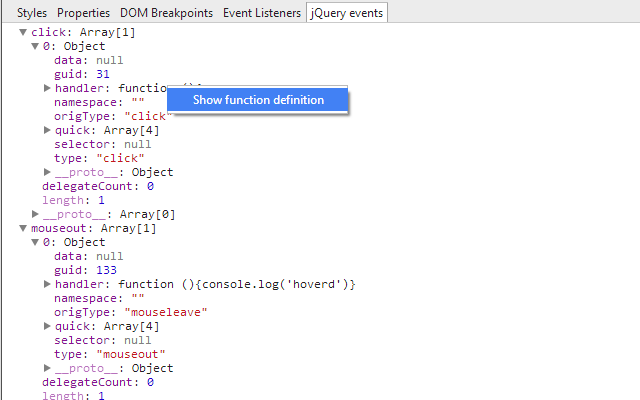 Styles Properties DOM Breakpoints Event Listeners jQuery events
click: Array[1]
0: Object
data: null
guid: 31
handler: function (){
Show function definition
namespace: ""
origType: "click"
quick: Array[4]
selector: null
type: "click"
__proto__: Object
delegateCount: 0
length: 1
__proto__: Array[0]
mouseout: Array[1]
0: Object
data: null
guid: 133
handler: function (){console.log('hoverd')}
namespace: ""
origType: "mouseleave"
quick: Array[4]
selector: null
type: "mouseout"
__proto__: Object
delegateCount: 0
length: 1